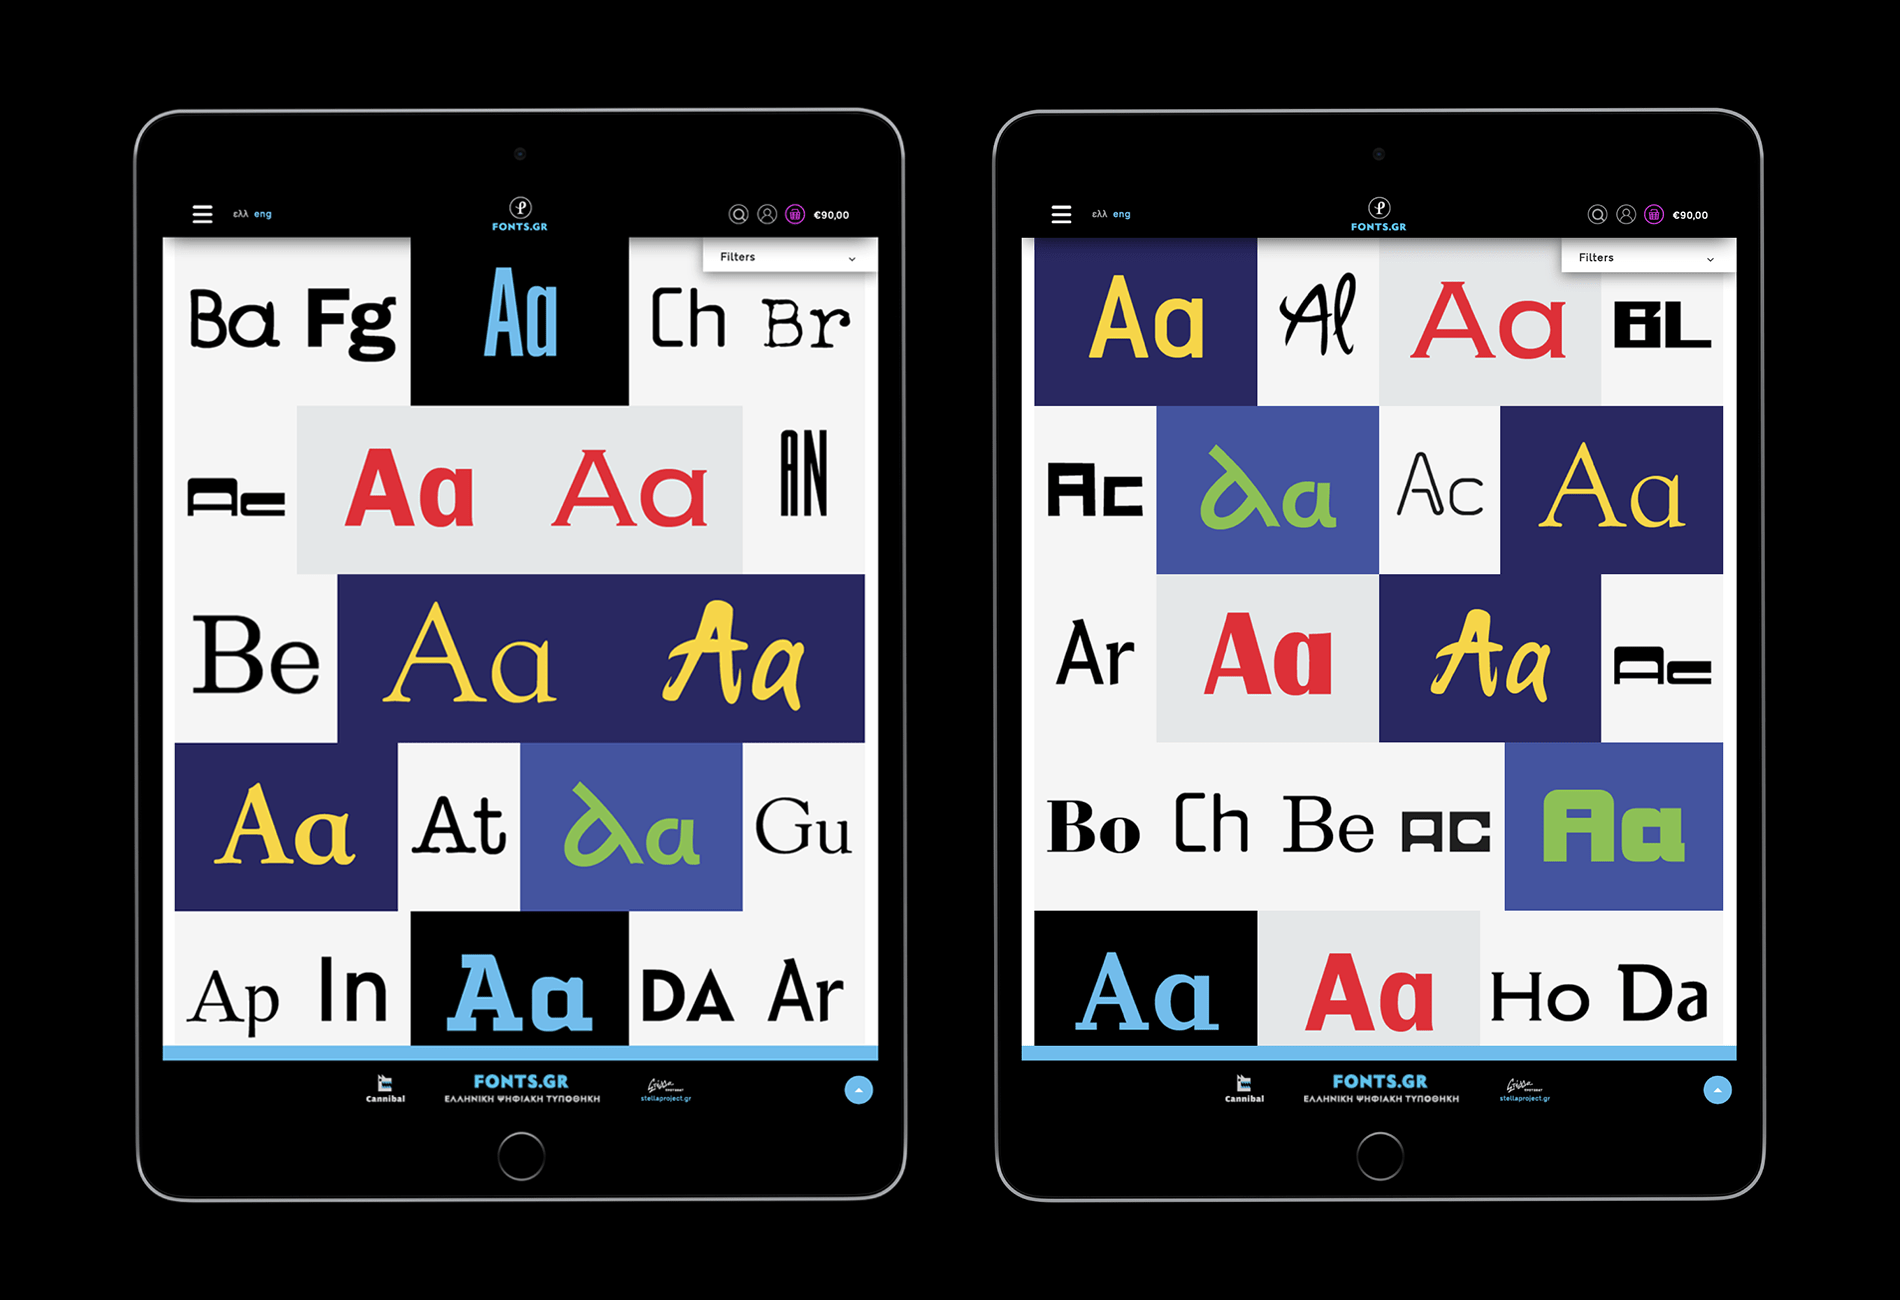 ελλ eng
FONTS.GR
€90,00
Filters
Ba Fg Aa Ch Br
Ac Aa Aa AN
Be Aa Aa
Aa At Aa Gu
Ap In Aa DA Ar
Cannibal
FONTS.GR
ΕΛΛΗΝΙΚΗ ΨΗΦΙΑΚΗ ΤΥΠΟΘΗΚΗ
stellaproject.gr
ελλ eng
FONTS.GR
€90,00
Filters
Aa Al Aa BL
Ac Aa Ac Aa
Ar Aa Aa Ac
Bo Ch Be AC Aa
Aa Aa Ho Da
Cannibal
FONTS.GR
ΕΛΛΗΝΙΚΗ ΨΗΦΙΑΚΗ ΤΥΠΟΘΗΚΗ
stellaproject.gr